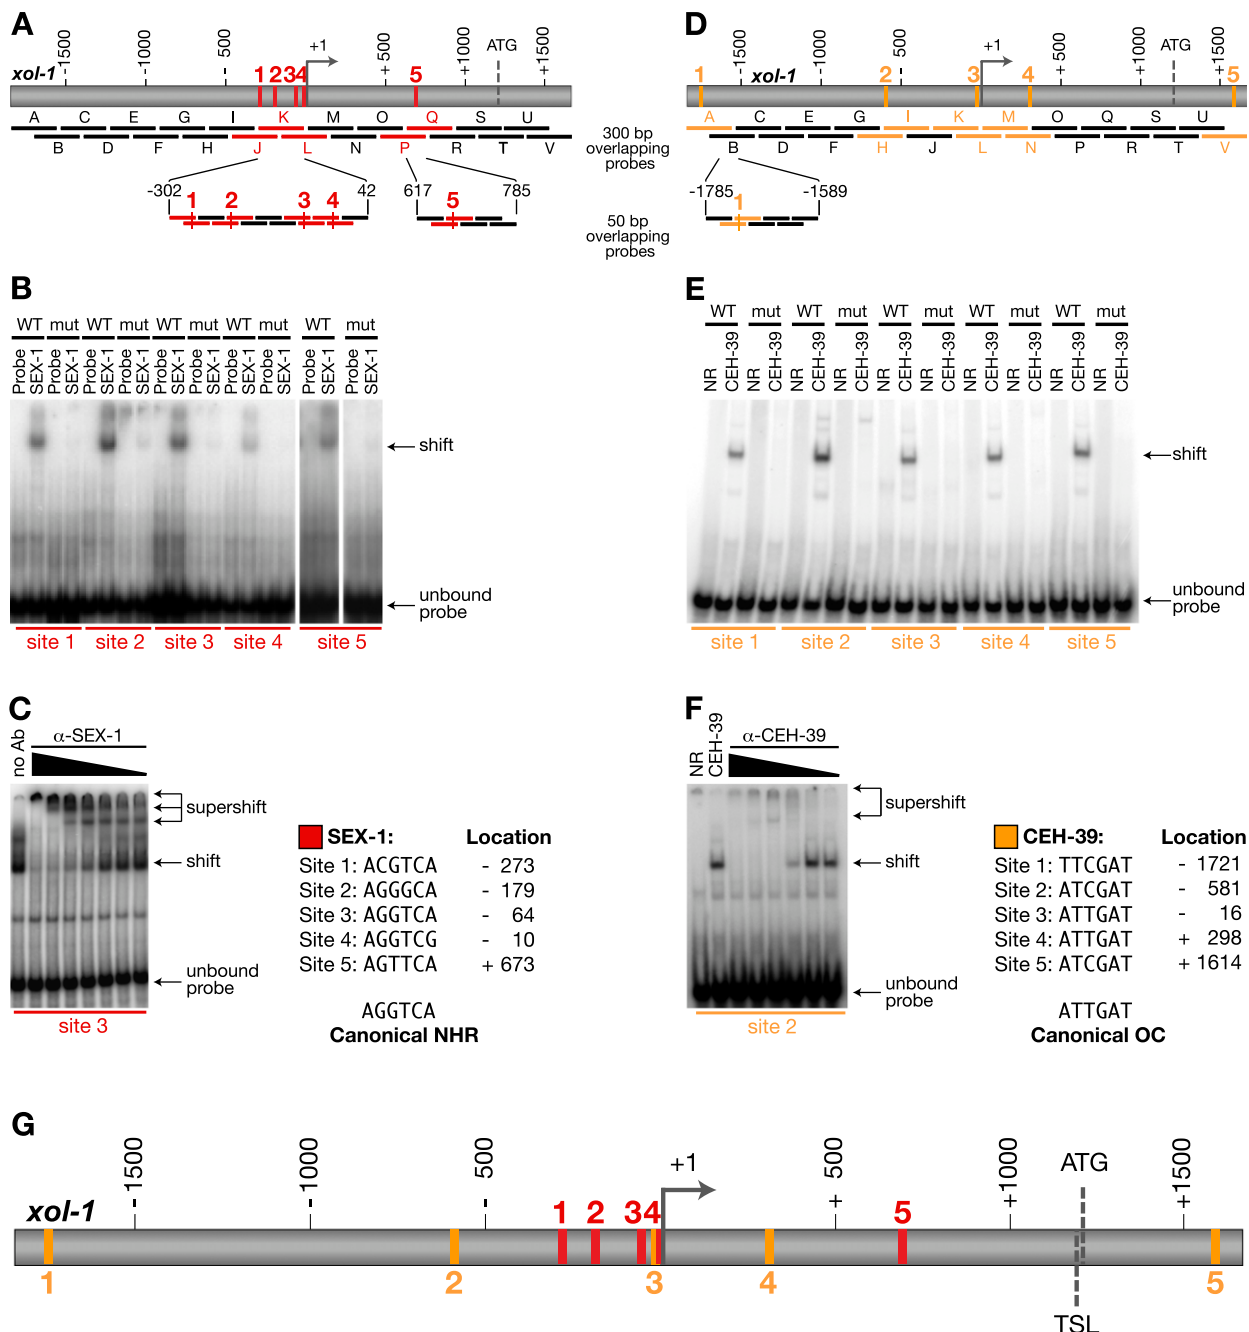 A
-1500 -1000 -500 +1 +500 +1000 ATG +1500
xol-1
1 2 3 4 5
A C E G I K M O Q S U
B D F H J L N P R T V
300 bp
overlapping
probes
-302 42 617 785
1 2 3 4 5
50 bp
overlapping
probes
D
-1500 -1000 -500 +1 +500 +1000 ATG +1500
xol-1
1 2 3 4 5
A C E G I K M O Q S U
B D F H J L N P R T V
-1785 -1589
1
B
WT mut WT mut WT mut WT mut WT mut
Probe SEX-1 Probe SEX-1 Probe SEX-1 Probe SEX-1 Probe SEX-1 Probe SEX-1 Probe SEX-1 Probe SEX-1 Probe SEX-1 Probe SEX-1
shift
unbound
probe
site 1 site 2 site 3 site 4 site 5
E
WT mut WT mut WT mut WT mut WT mut
NR CEH-39 NR CEH-39 NR CEH-39 NR CEH-39 NR CEH-39 NR CEH-39 NR CEH-39 NR CEH-39 NR CEH-39 NR CEH-39
shift
unbound
probe
site 1 site 2 site 3 site 4 site 5
C
no Ab α-SEX-1
supershift
shift
unbound
probe
site 3
SEX-1: Location
Site 1: ACGTCA - 273
Site 2: AGGGCA - 179
Site 3: AGGTCA - 64
Site 4: AGGTCG - 10
Site 5: AGTTCA + 673
AGGTCA
Canonical NHR
F
NR CEH-39 α-CEH-39
supershift
shift
unbound
probe
site 2
CEH-39: Location
Site 1: TTCGAT - 1721
Site 2: ATCGAT - 581
Site 3: ATTGAT - 16
Site 4: ATTGAT + 298
Site 5: ATCGAT + 1614
ATTGAT
Canonical OC
G
-1500 -1000 -500 +1 +500 +1000 ATG +1500
xol-1
1 2 3 4 5
1 2 3 4 5
TSL